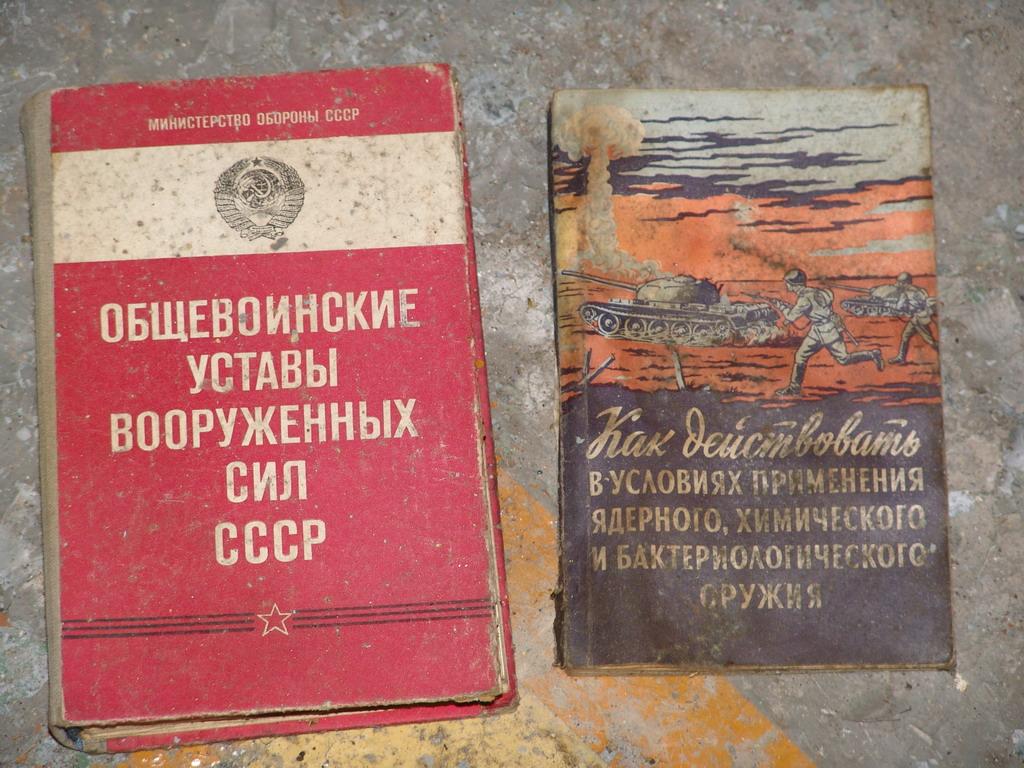 МИНИСТЕРСТВО ОБОРОНЫ СССР
ОБЩЕВОИНСКИЕ
УСТАВЫ
ВООРУЖЕННЫХ
СИЛ
СССР
Как действовать
В УСЛОВИЯХ ПРИМЕНЕНИЯ
ЯДЕРНОГО, ХИМИЧЕСКОГО
И БАКТЕРИОЛОГИЧЕСКОГО
ОРУЖИЯ